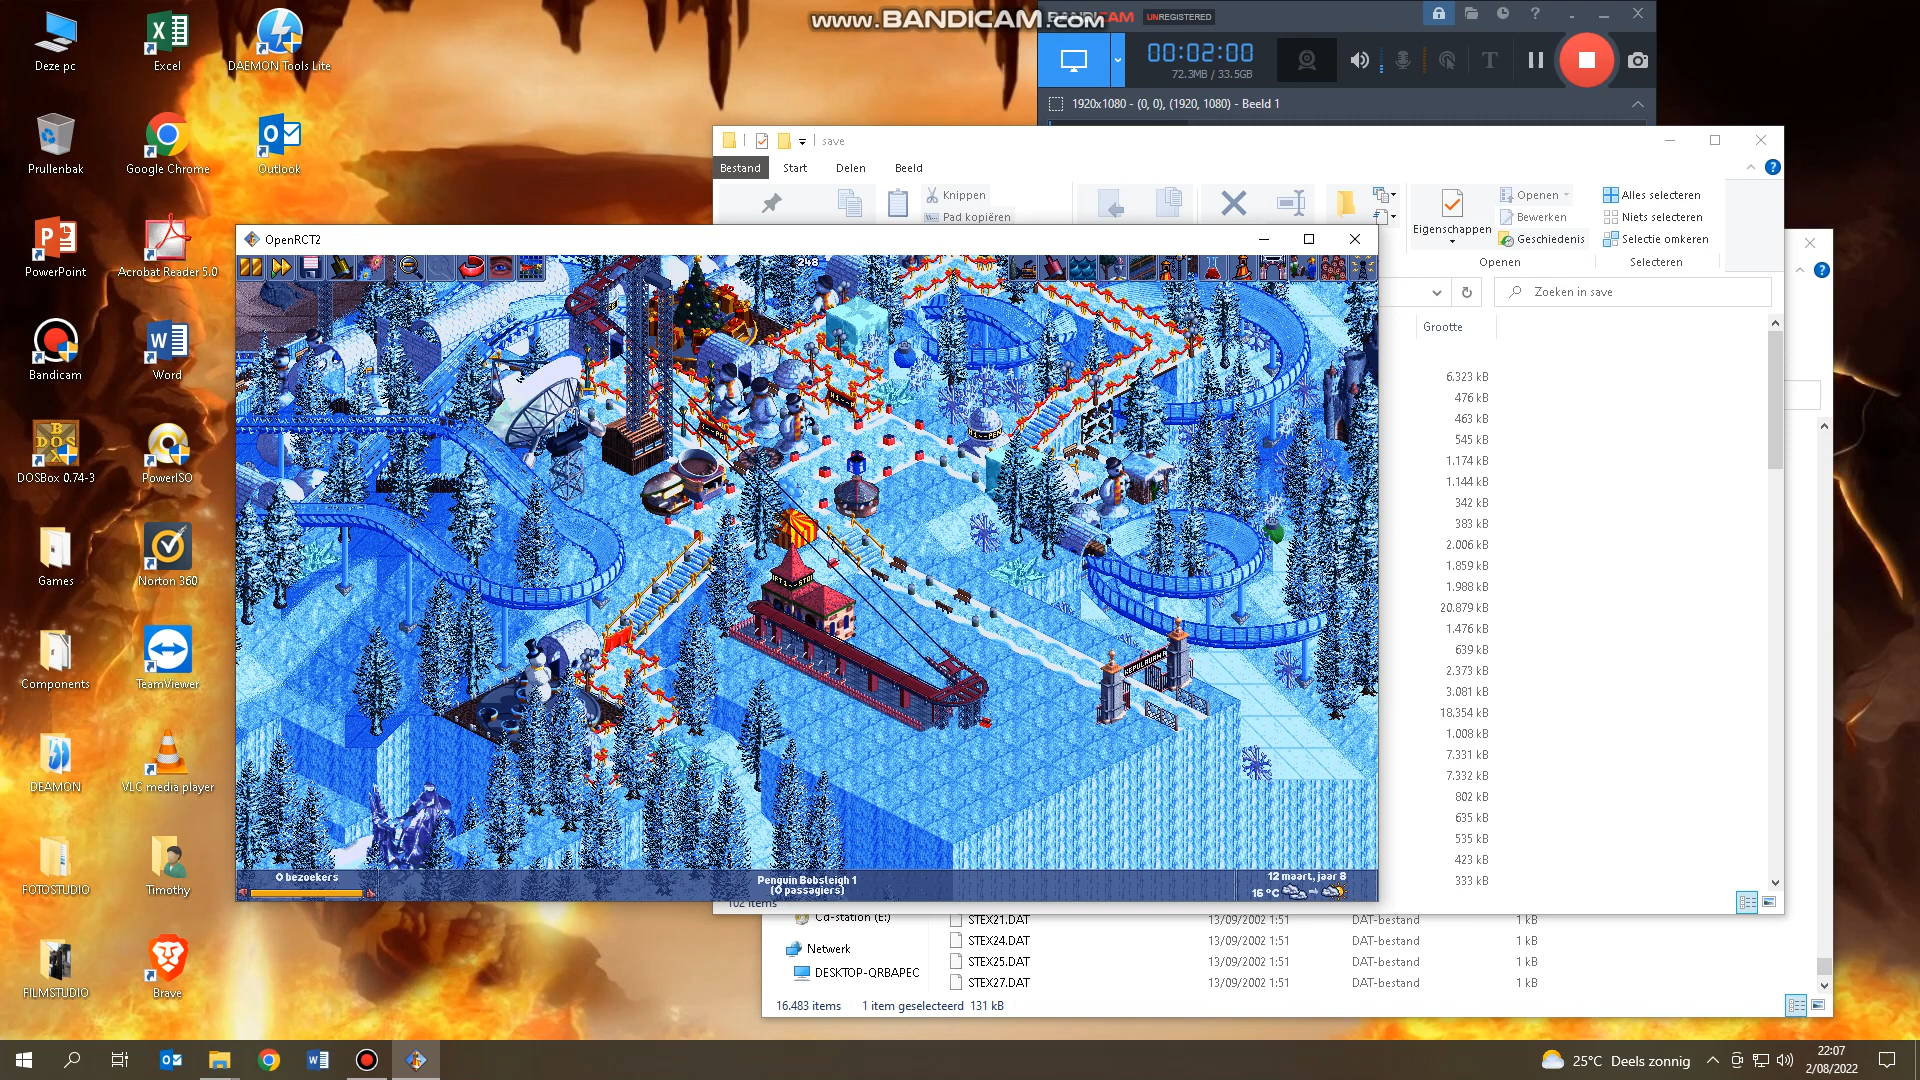 www.BANDICAM.com
BANDICAM UNREGISTERED
00:02:00
72.3MB / 33.5GB
1920x1080 - (0, 0), (1920, 1080) - Beeld 1
Deze pc
Excel
DAEMON Tools Lite
Prullenbak
Google Chrome
Outlook
PowerPoint
Acrobat Reader 5.0
Bandicam
Word
DOSBox 0.74-3
PowerISO
Games
Norton 360
Components
TeamViewer
DEAMON
VLC media player
FOTOSTUDIO
Timothy
FILMSTUDIO
Brave
save
Bestand
Start
Delen
Beeld
Knippen
Pad kopiëren
Eigenschappen
Openen
Bewerken
Geschiedenis
Openen
Alles selecteren
Niets selecteren
Selectie omkeren
Selecteren
Zoeken in save
Grootte
6.323 kB
476 kB
463 kB
545 kB
1.174 kB
1.144 kB
342 kB
383 kB
2.006 kB
1.859 kB
1.988 kB
20.879 kB
1.476 kB
639 kB
2.373 kB
3.081 kB
18.354 kB
1.008 kB
7.331 kB
7.332 kB
802 kB
635 kB
535 kB
423 kB
333 kB
OpenRCT2
248
0 bezoekers
Penguin Bobsleigh 1
(0 passagiers)
12 maart, jaar 8
16 °C
102 items
Cd-station (E:)
Netwerk
DESKTOP-QRBAPEC
STEX21.DAT 13/09/2002 1:51 DAT-bestand 1 kB
STEX24.DAT 13/09/2002 1:51 DAT-bestand 1 kB
STEX25.DAT 13/09/2002 1:51 DAT-bestand 1 kB
STEX27.DAT 13/09/2002 1:51 DAT-bestand 1 kB
16.483 items 1 item geselecteerd 131 kB
25°C Deels zonnig
22:07
2/08/2022